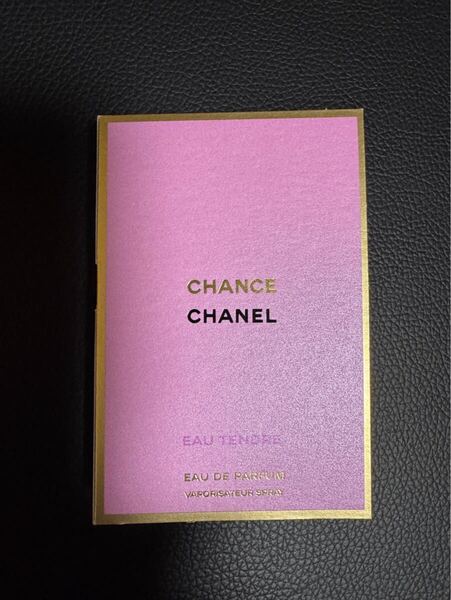 CHANCE
CHANEL
EAU TENDRE
EAU DE PARFUM
VAPORISATEUR SPRAY